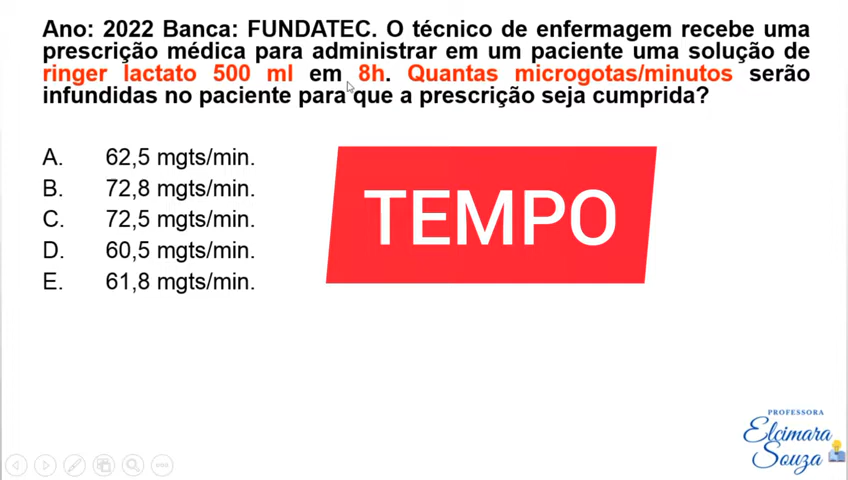 Ano: 2022 Banca: FUNDATEC. O técnico de enfermagem recebe uma
prescrição médica para administrar em um paciente uma solução de
ringer lactato 500 ml em 8h. Quantas microgotas/minutos serão
infundidas no paciente para que a prescrição seja cumprida?
A. 62,5 mgts/min.
B. 72,8 mgts/min.
C. 72,5 mgts/min.
D. 60,5 mgts/min.
E. 61,8 mgts/min.
TEMPO
PROFESSORA
Elcimara
Souza